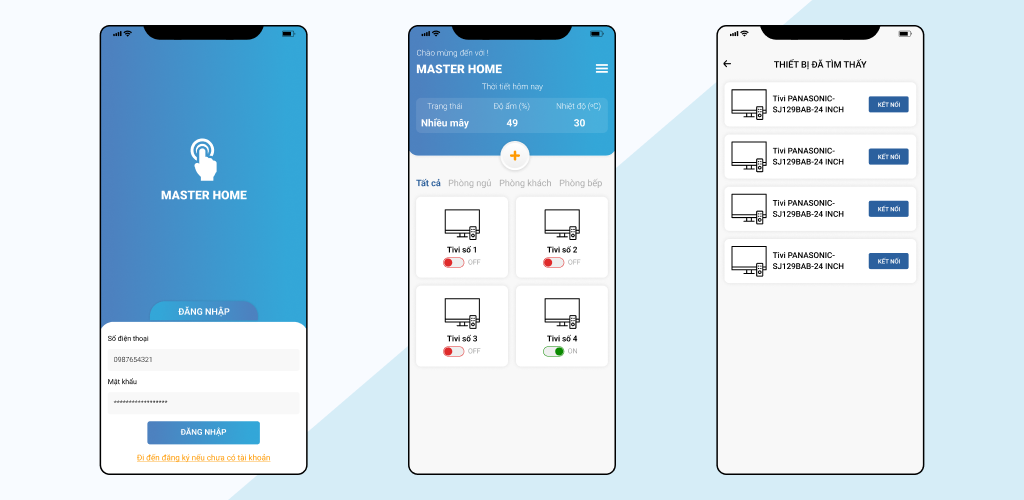 MASTER HOME
ĐĂNG NHẬP
Số điện thoại
0987654321
Mật khẩu
******************
ĐĂNG NHẬP
Đi đến đăng ký nếu chưa có tài khoản
Chào mừng đến với !
MASTER HOME
Thời tiết hôm nay
Trạng thái Độ ẩm (%) Nhiệt độ (ºC)
Nhiều mây 49 30
Tất cả Phòng ngủ Phòng khách Phòng bếp
Tivi số 1 Tivi số 2
OFF OFF
Tivi số 3 Tivi số 4
OFF ON
THIẾT BỊ ĐÃ TÌM THẤY
Tivi PANASONIC-
SJ129BAB-24 INCH
KẾT NỐI
Tivi PANASONIC-
SJ129BAB-24 INCH
KẾT NỐI
Tivi PANASONIC-
SJ129BAB-24 INCH
KẾT NỐI
Tivi PANASONIC-
SJ129BAB-24 INCH
KẾT NỐI